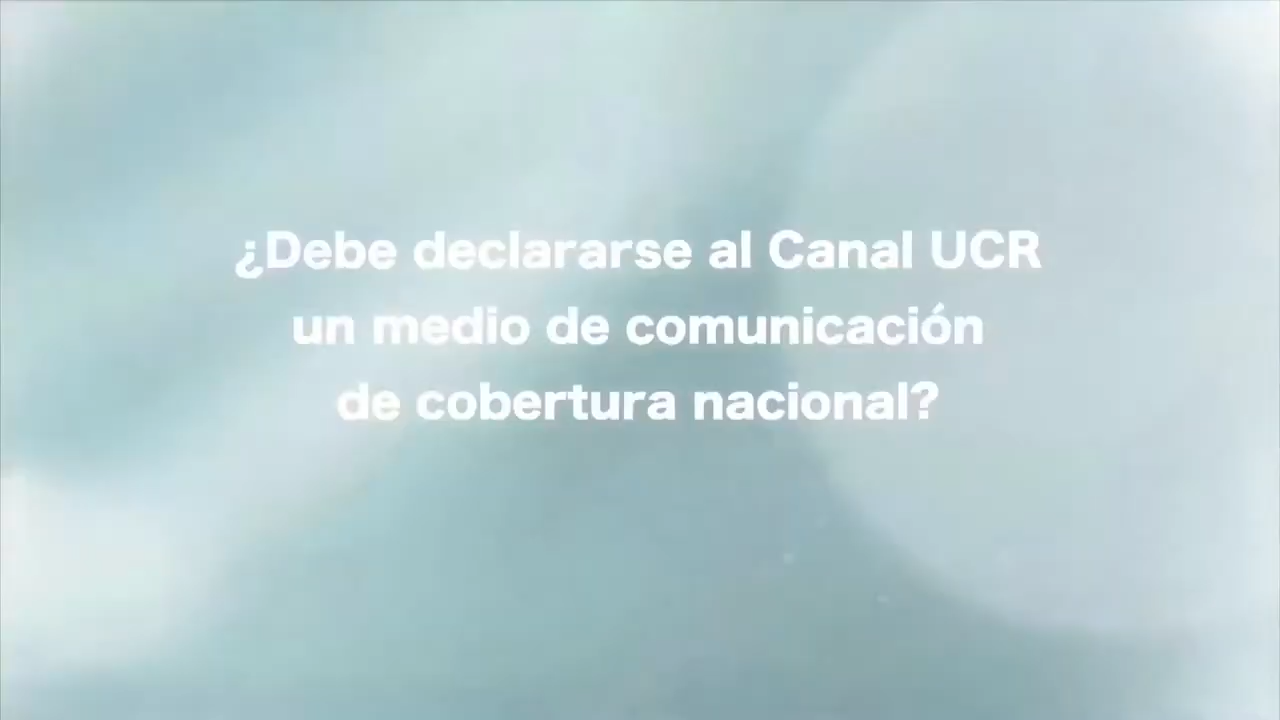 ¿Debe declararse al Canal UCR
un medio de comunicación
de cobertura nacional?